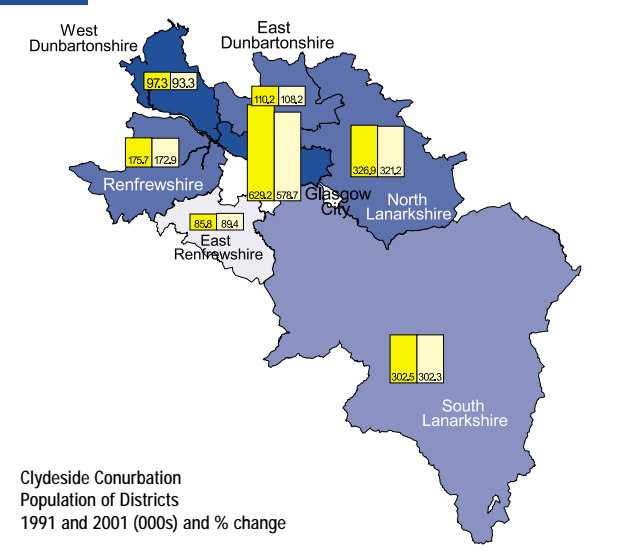 West
Dunbartonshire
East
Dunbartonshire
97.3 93.3
110.2 108.2
175.7 172.9
326.9 321.2
Renfrewshire
629.2 578.7
Glasgow
City
North
Lanarkshire
85.8 89.4
East
Renfrewshire
302.5 302.3
South
Lanarkshire
Clydeside Conurbation
Population of Districts
1991 and 2001 (000s) and % change